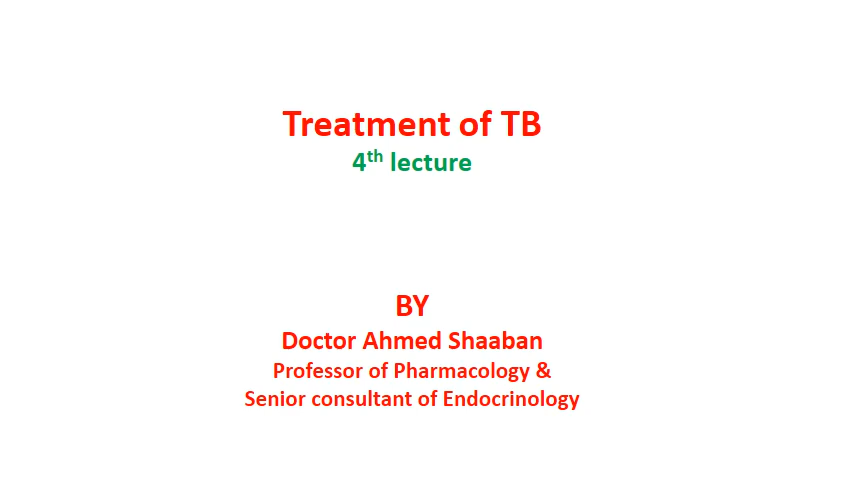 Treatment of TB
4th lecture
BY
Doctor Ahmed Shaaban
Professor of Pharmacology &
Senior consultant of Endocrinology